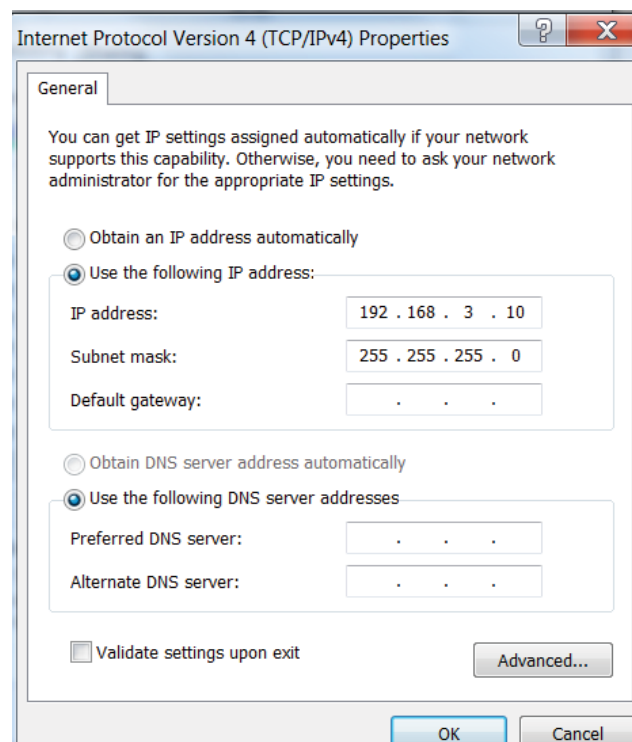 Internet Protocol Version 4 (TCP/IPv4) Properties
General
You can get IP settings assigned automatically if your network
supports this capability. Otherwise, you need to ask your network
administrator for the appropriate IP settings.
Obtain an IP address automatically
Use the following IP address:
IP address: 192 . 168 . 3 . 10
Subnet mask: 255 . 255 . 255 . 0
Default gateway: . . .
Obtain DNS server address automatically
Use the following DNS server addresses
Preferred DNS server: . . .
Alternate DNS server: . . .
Validate settings upon exit
Advanced...
OK Cancel